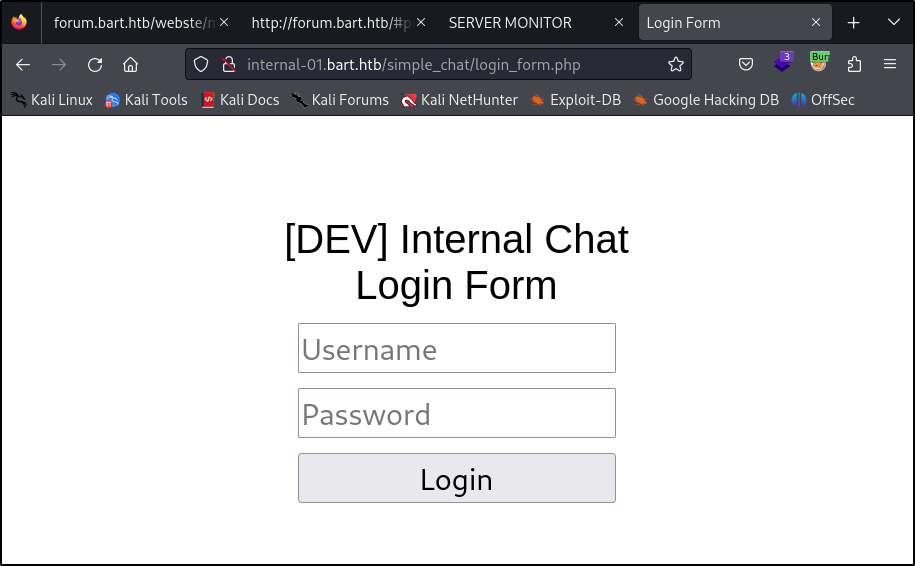 forum.bart.htb/webste/
http://forum.bart.htb/#p
SERVER MONITOR
Login Form
internal-01.bart.htb/simple_chat/login_form.php
3
Bur
Kali Linux
Kali Tools
Kali Docs
Kali Forums
Kali NetHunter
Exploit-DB
Google Hacking DB
OffSec
[DEV] Internal Chat
Login Form
Username
Password
Login